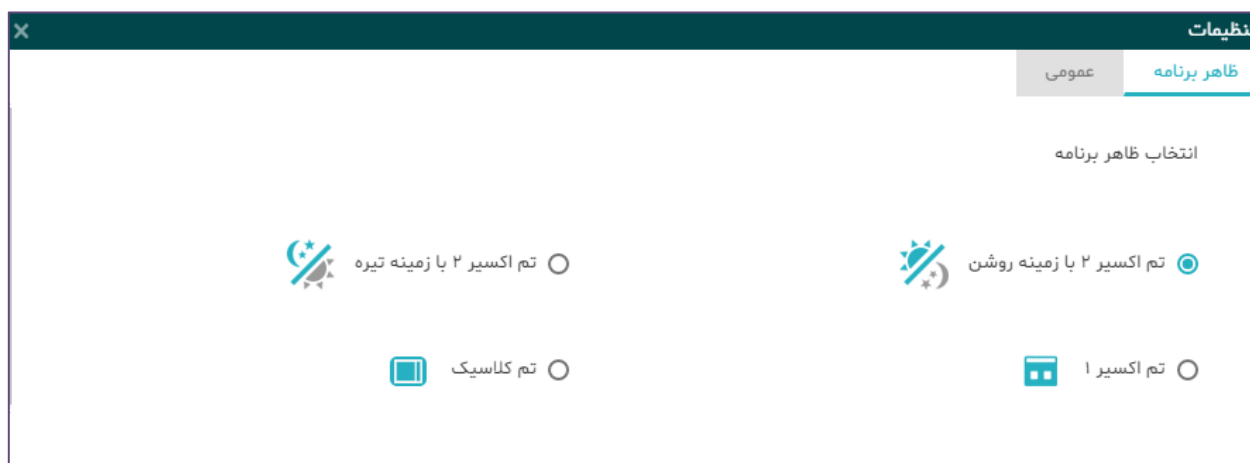 تنظیمات
ظاهر برنامه عمومی
انتخاب ظاهر برنامه
تم اکسیر ۲ با زمینه روشن تم اکسیر ۲ با زمینه تیره
تم اکسیر ۱ تم کلاسیک